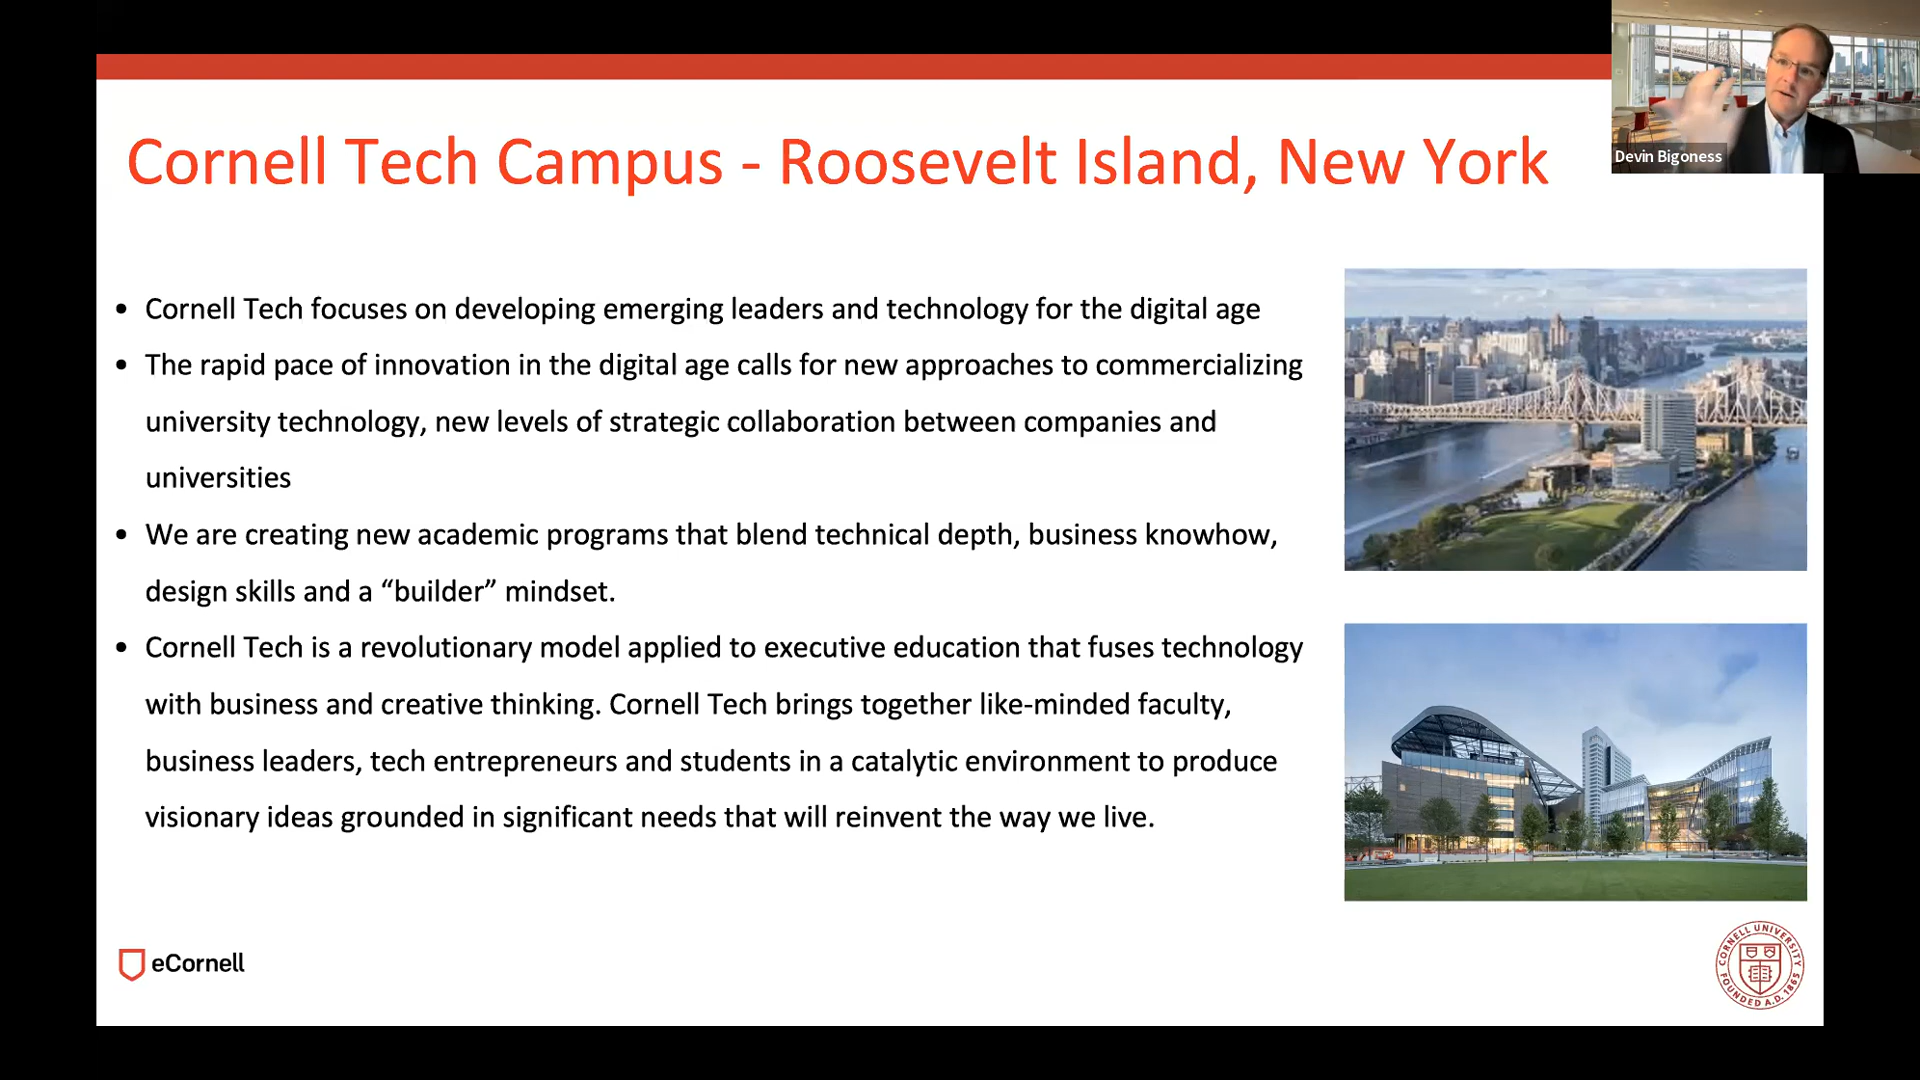 Devin Bigoness
Cornell Tech Campus - Roosevelt Island, New York
• Cornell Tech focuses on developing emerging leaders and technology for the digital age
• The rapid pace of innovation in the digital age calls for new approaches to commercializing
university technology, new levels of strategic collaboration between companies and
universities
• We are creating new academic programs that blend technical depth, business knowhow,
design skills and a “builder” mindset.
• Cornell Tech is a revolutionary model applied to executive education that fuses technology
with business and creative thinking. Cornell Tech brings together like-minded faculty,
business leaders, tech entrepreneurs and students in a catalytic environment to produce
visionary ideas grounded in significant needs that will reinvent the way we live.
eCornell
CORNELL UNIVERSITY
FOUNDED A.D. 1865